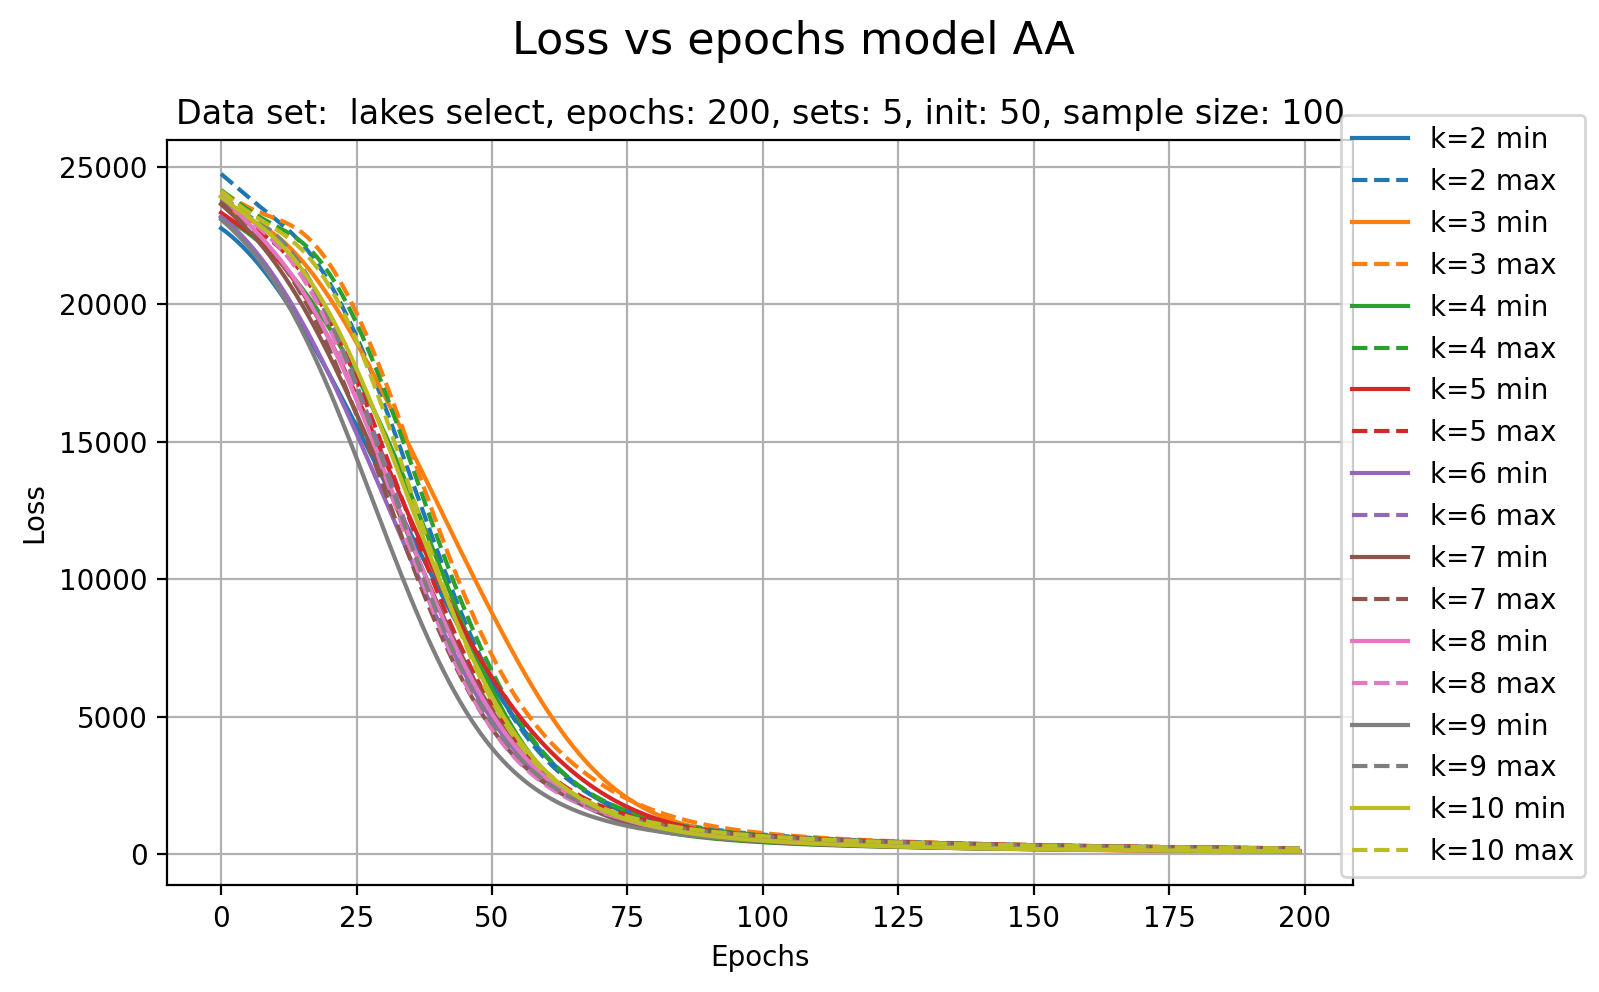 Loss vs epochs model AA
Data set:  lakes select, epochs: 200, sets: 5, init: 50, sample size: 100
25000
20000
15000
10000
5000
0
Loss
0 25 50 75 100 125 150 175 200
Epochs
k=2 min
k=2 max
k=3 min
k=3 max
k=4 min
k=4 max
k=5 min
k=5 max
k=6 min
k=6 max
k=7 min
k=7 max
k=8 min
k=8 max
k=9 min
k=9 max
k=10 min
k=10 max